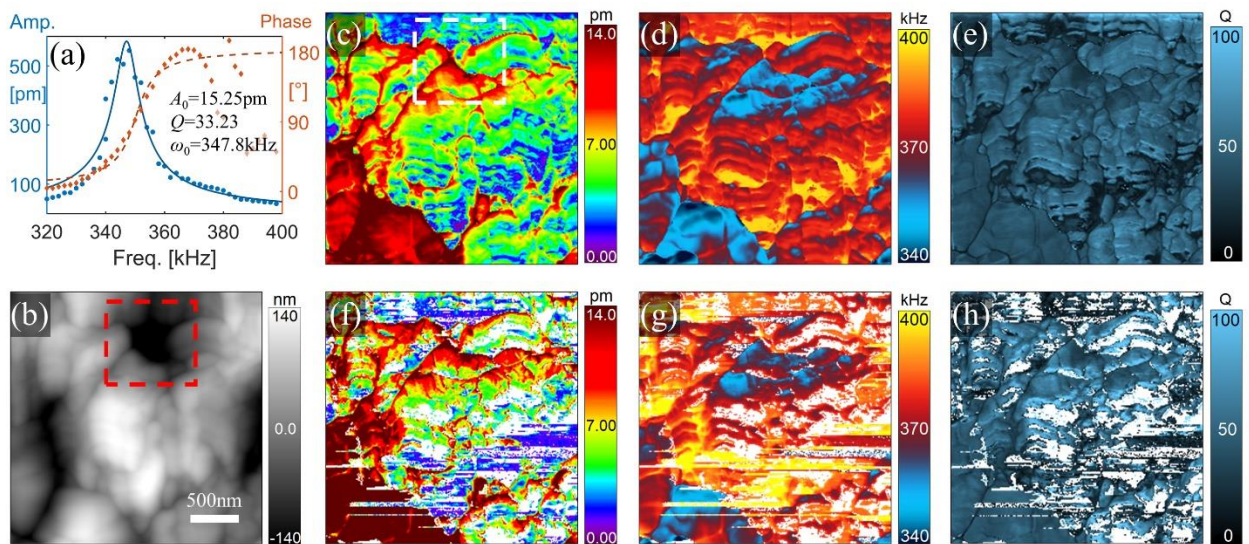 Amp.
Phase
(a)
500
[pm]
300
100
180
[°]
90
0
A₀=15.25pm
Q=33.23
ω₀=347.8kHz
320
340
360
380
400
Freq. [kHz]
(c)
pm
14.0
7.00
0.00
(d)
kHz
400
370
340
(e)
Q
100
50
0
(b)
500nm
nm
140
0.0
-140
(f)
pm
14.0
7.00
0.00
(g)
kHz
400
370
340
(h)
Q
100
50
0